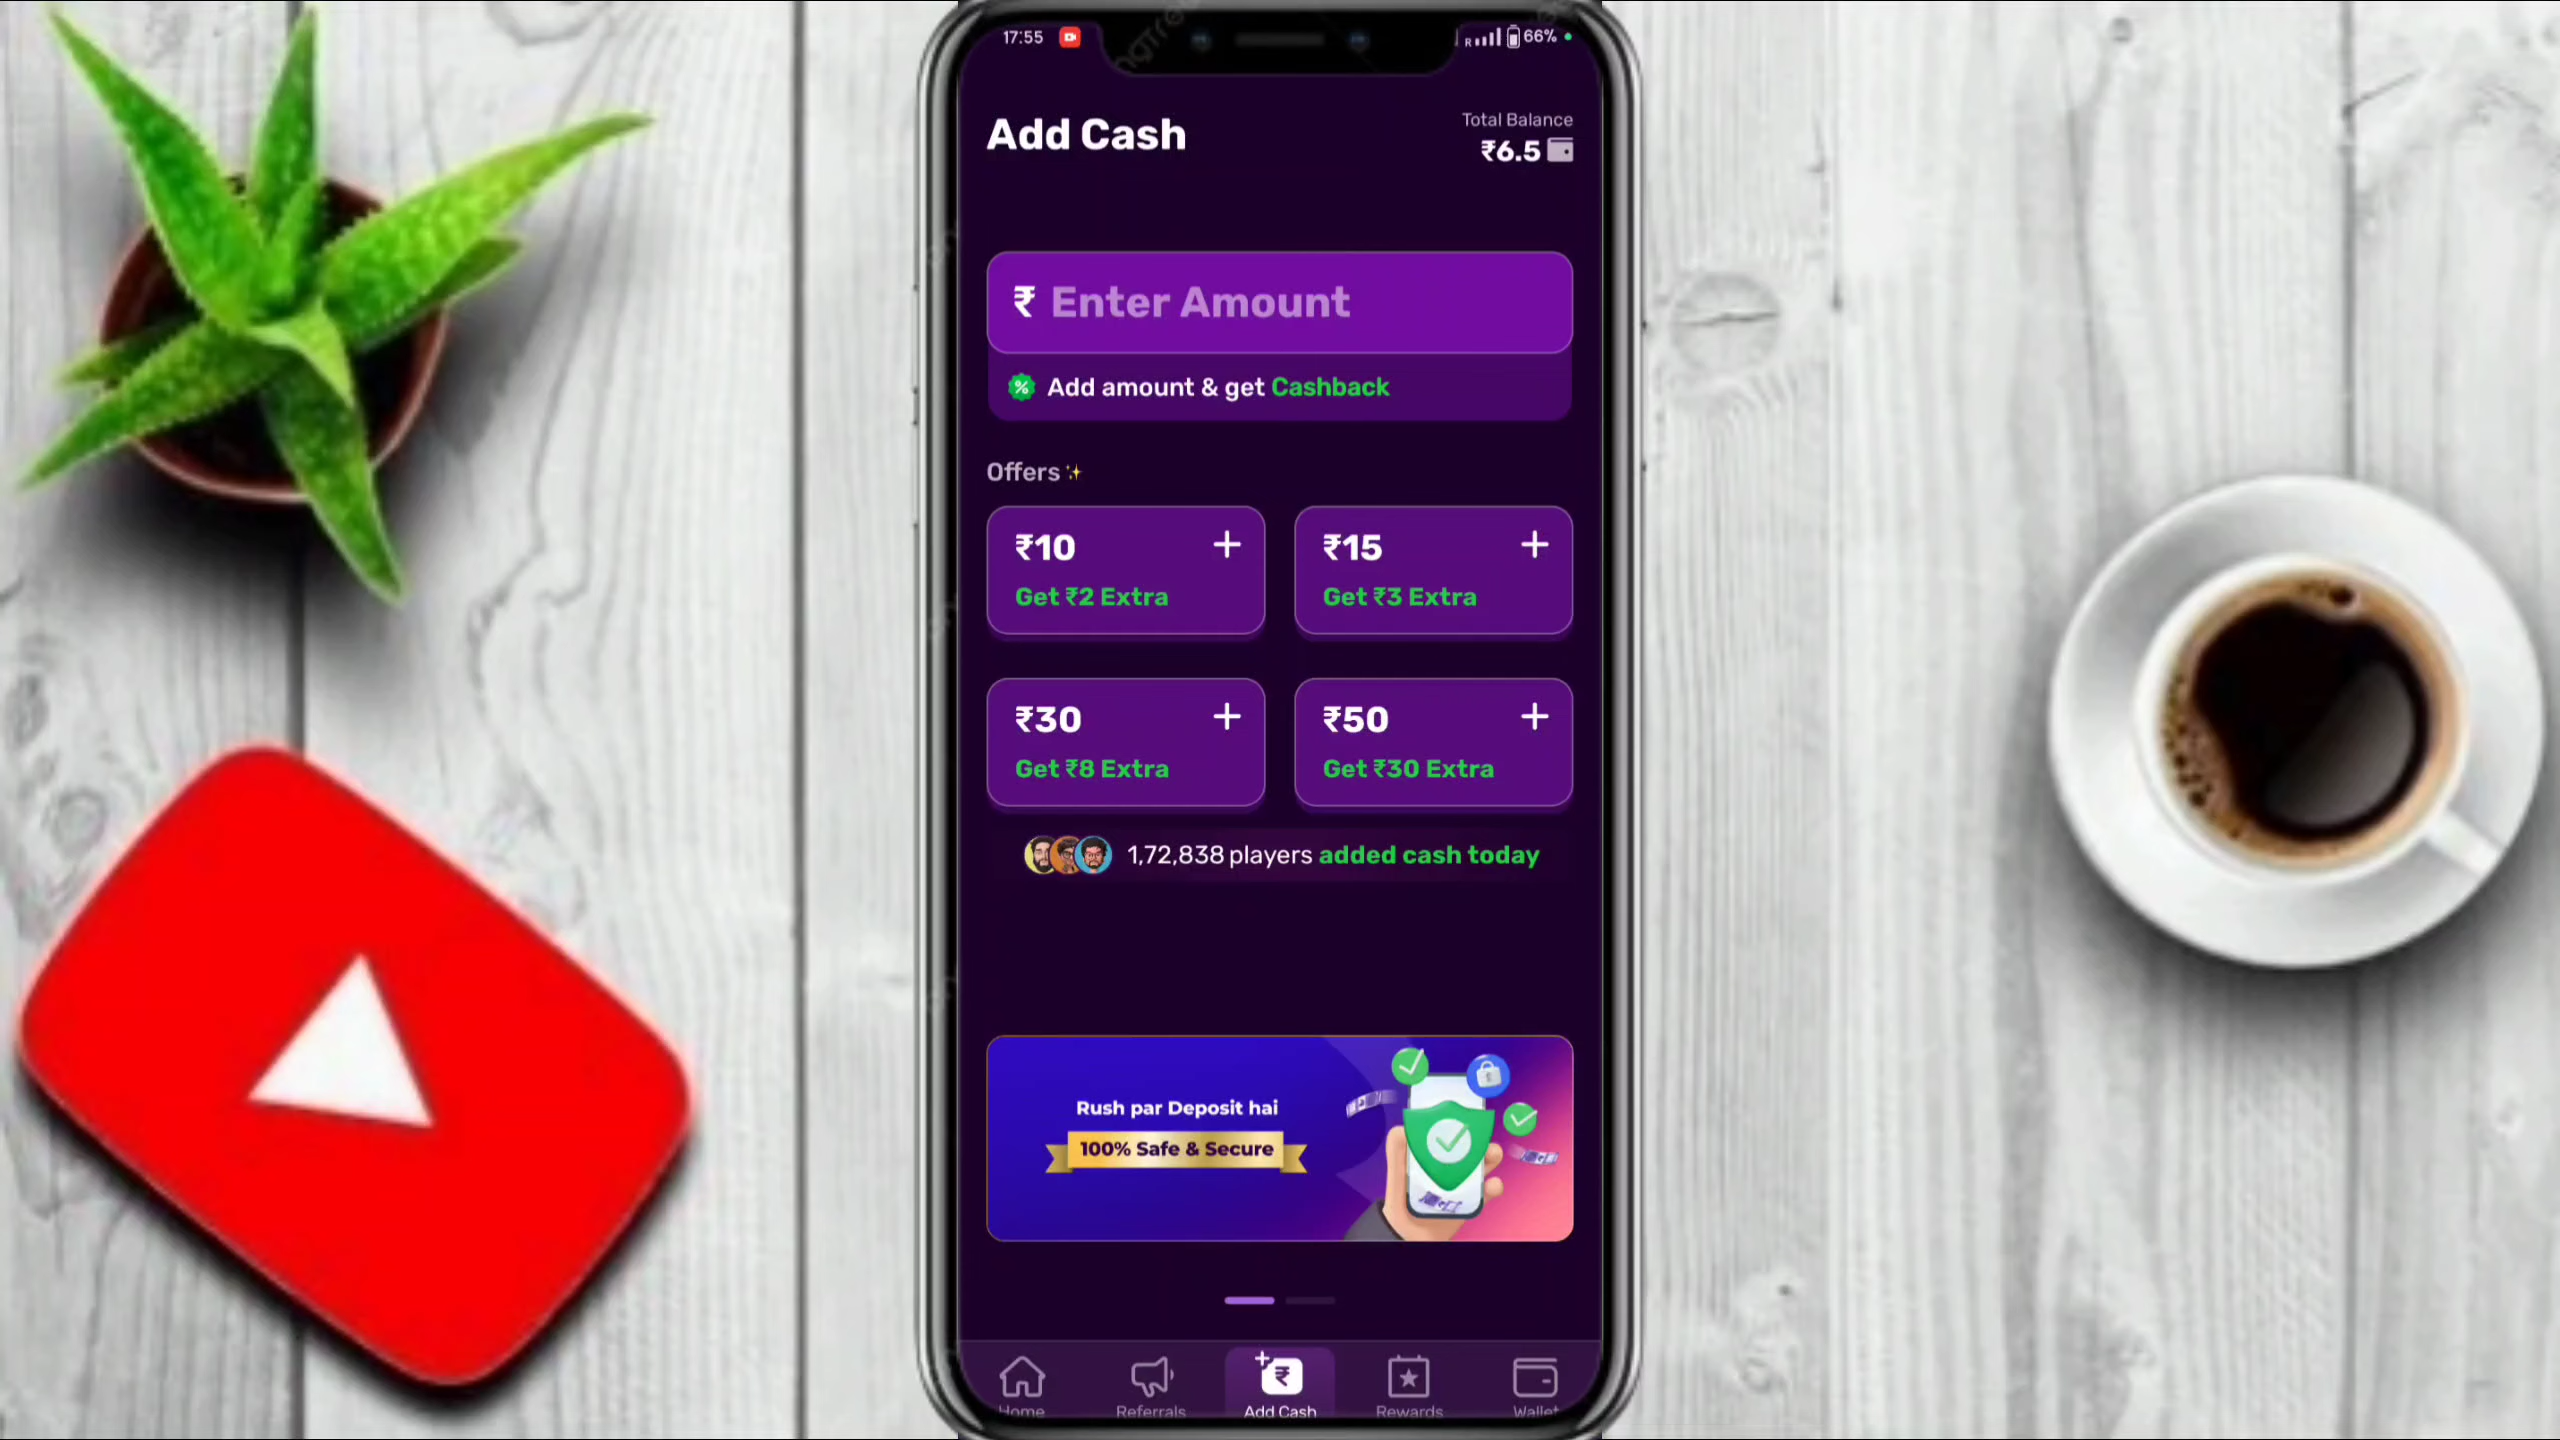 17:55
R 66%
Add Cash
Total Balance
₹6.5
₹ Enter Amount
% Add amount & get Cashback
Offers
₹10 +
Get ₹2 Extra
₹15 +
Get ₹3 Extra
₹30 +
Get ₹8 Extra
₹50 +
Get ₹30 Extra
1,72,838 players added cash today
Rush par Deposit hai
100% Safe & Secure
Home
Referrals
Add Cash
Rewards
Wallet